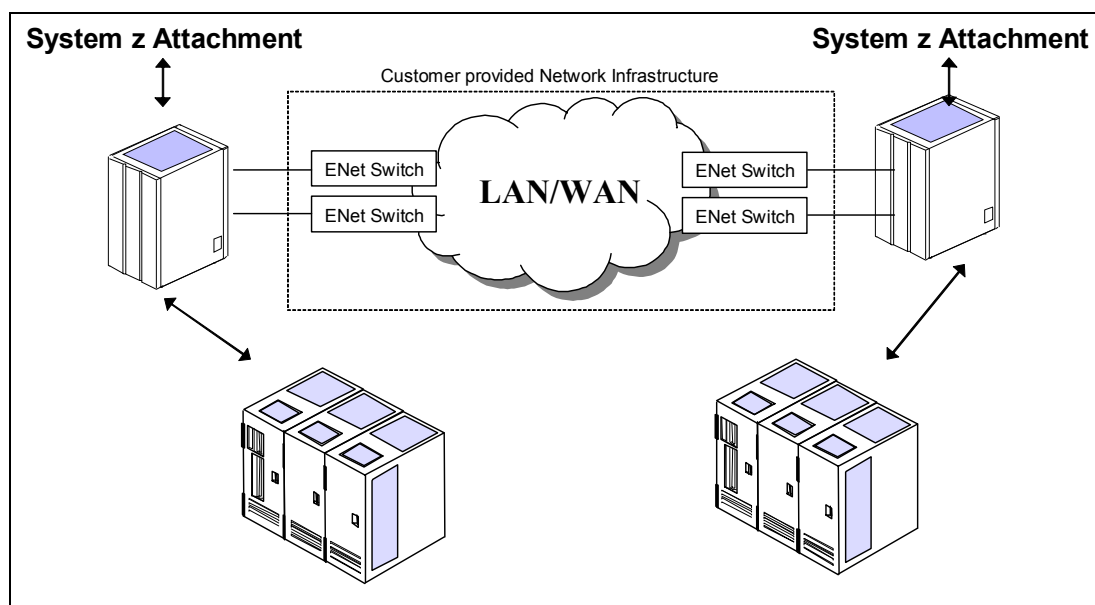 System z Attachment
System z Attachment
Customer provided Network Infrastructure
ENet Switch
ENet Switch
LAN/WAN
ENet Switch
ENet Switch